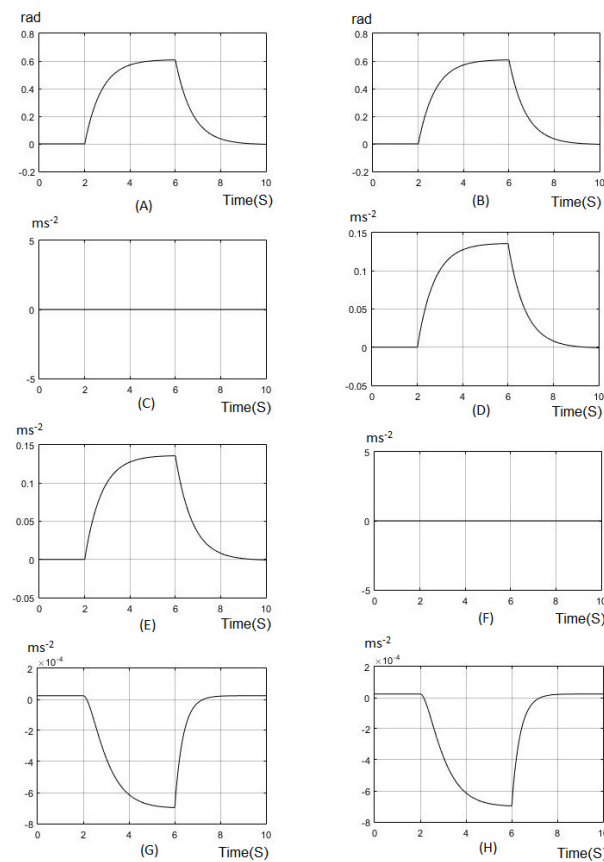 rad
0.8
0.6
0.4
0.2
0
-0.2
0 2 4 6 8 10
(A) Time(S)
rad
0.8
0.6
0.4
0.2
0
-0.2
0 2 4 6 8 10
(B) Time(S)
ms-2
5
0
-5
0 2 4 6 8 10
(C) Time(S)
ms-2
0.15
0.1
0.05
0
-0.05
0 2 4 6 8 10
(D) Time(S)
ms-2
0.15
0.1
0.05
0
-0.05
0 2 4 6 8 10
(E) Time(S)
ms-2
5
0
-5
0 2 4 6 8 10
(F) Time(S)
ms-2
×10-4
2
0
-2
-4
-6
-8
0 2 4 6 8 10
(G) Time(S)
ms-2
×10-4
2
0
-2
-4
-6
-8
0 2 4 6 8 10
(H) Time(S)